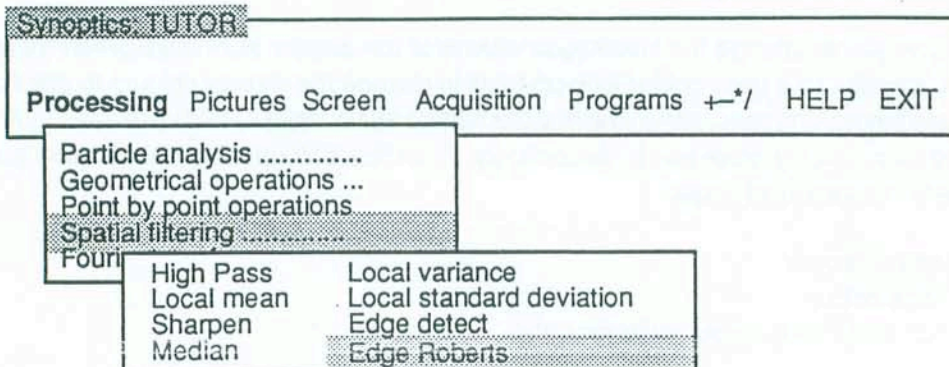 Synoptics: TUTOR
Processing Pictures Screen Acquisition Programs +-*/ HELP EXIT
Particle analysis ..............
Geometrical operations ...
Point by point operations
Spatial filtering ...............
High Pass Local variance
Local mean Local standard deviation
Sharpen Edge detect
Median Edge Roberts